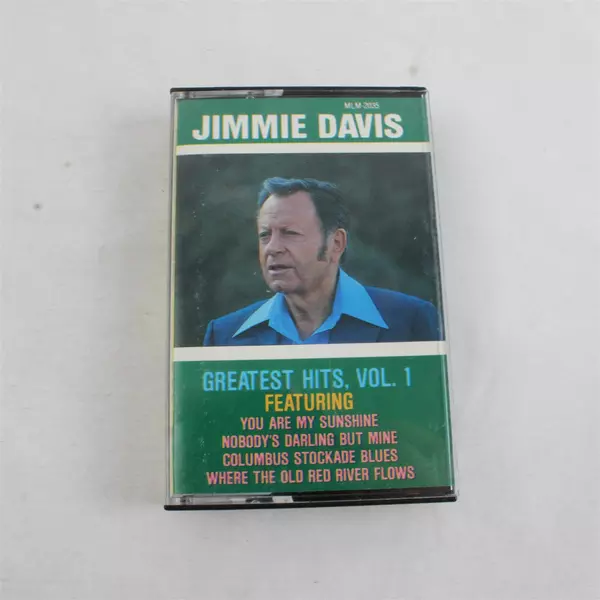 MLM-2035
JIMMIE DAVIS
GREATEST HITS, VOL. 1
FEATURING
YOU ARE MY SUNSHINE
NOBODY'S DARLING BUT MINE
COLUMBUS STOCKADE BLUES
WHERE THE OLD RED RIVER FLOWS